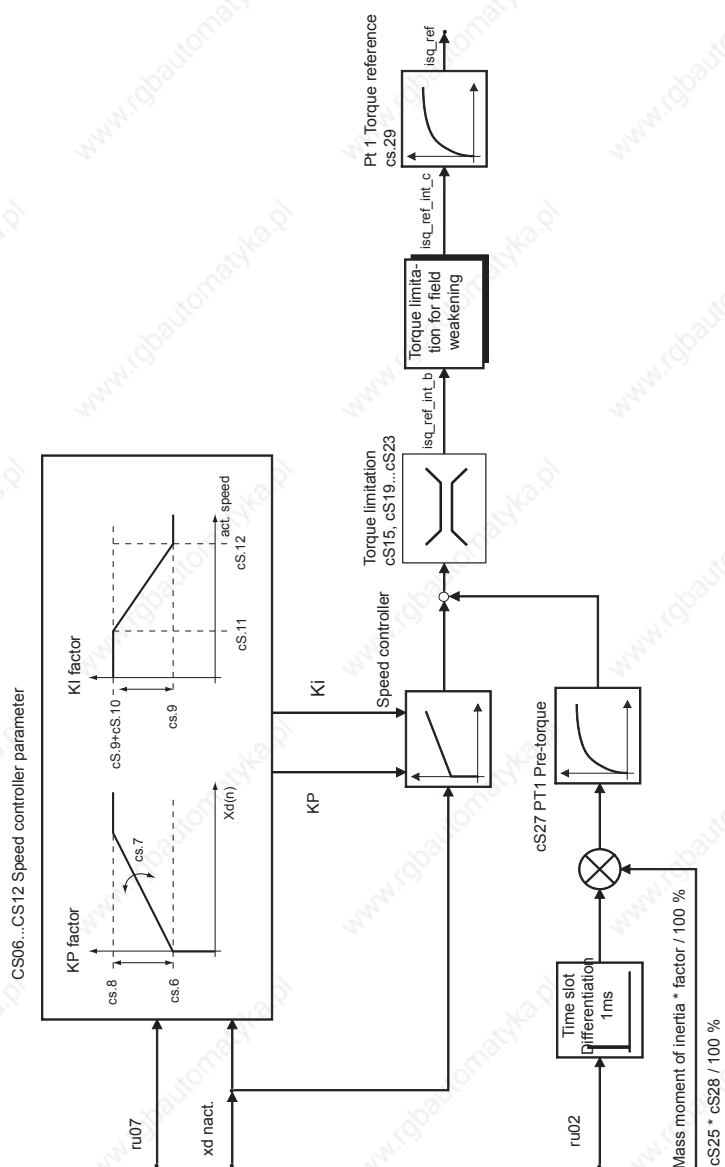 CS06...CS12 Speed controller parameter
KP factor
cs.8
cs.6
cs.7
Xd(n)
KI factor
cS.9+cS.10
cs.9
cS.11
cS.12
act. speed
ru07
xd nact.
KP
Ki
Speed controller
Torque limitation
cS15, cS19...cS23
isq_ref_int_b
Torque limita-
tion for field
weakening
isq_ref_int_c
Pt 1 Torque reference
cs.29
isq_ref
ru02
Time slot
Differentiation
1ms
cS27 PT1 Pre-torque
Mass moment of inertia * factor / 100 %
cS25 * cS28 / 100 %
www.rgbautomatyka.pl